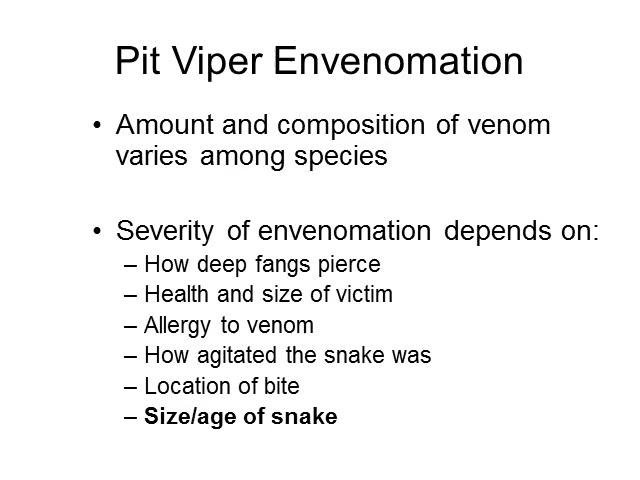 Pit Viper Envenomation
• Amount and composition of venom
varies among species
• Severity of envenomation depends on:
– How deep fangs pierce
– Health and size of victim
– Allergy to venom
– How agitated the snake was
– Location of bite
– Size/age of snake